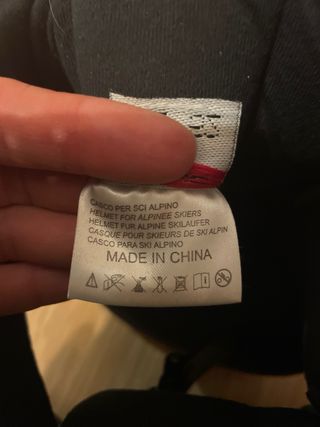 CASCO PER SCI ALPINO
HELMET FOR ALPINEE SKIERS
HELMET FUR ALPINE SKILAUFER
CASQUE POUR SKIEURS DE SKI ALPIN
CASCO PARA SKI ALPINO
MADE IN CHINA